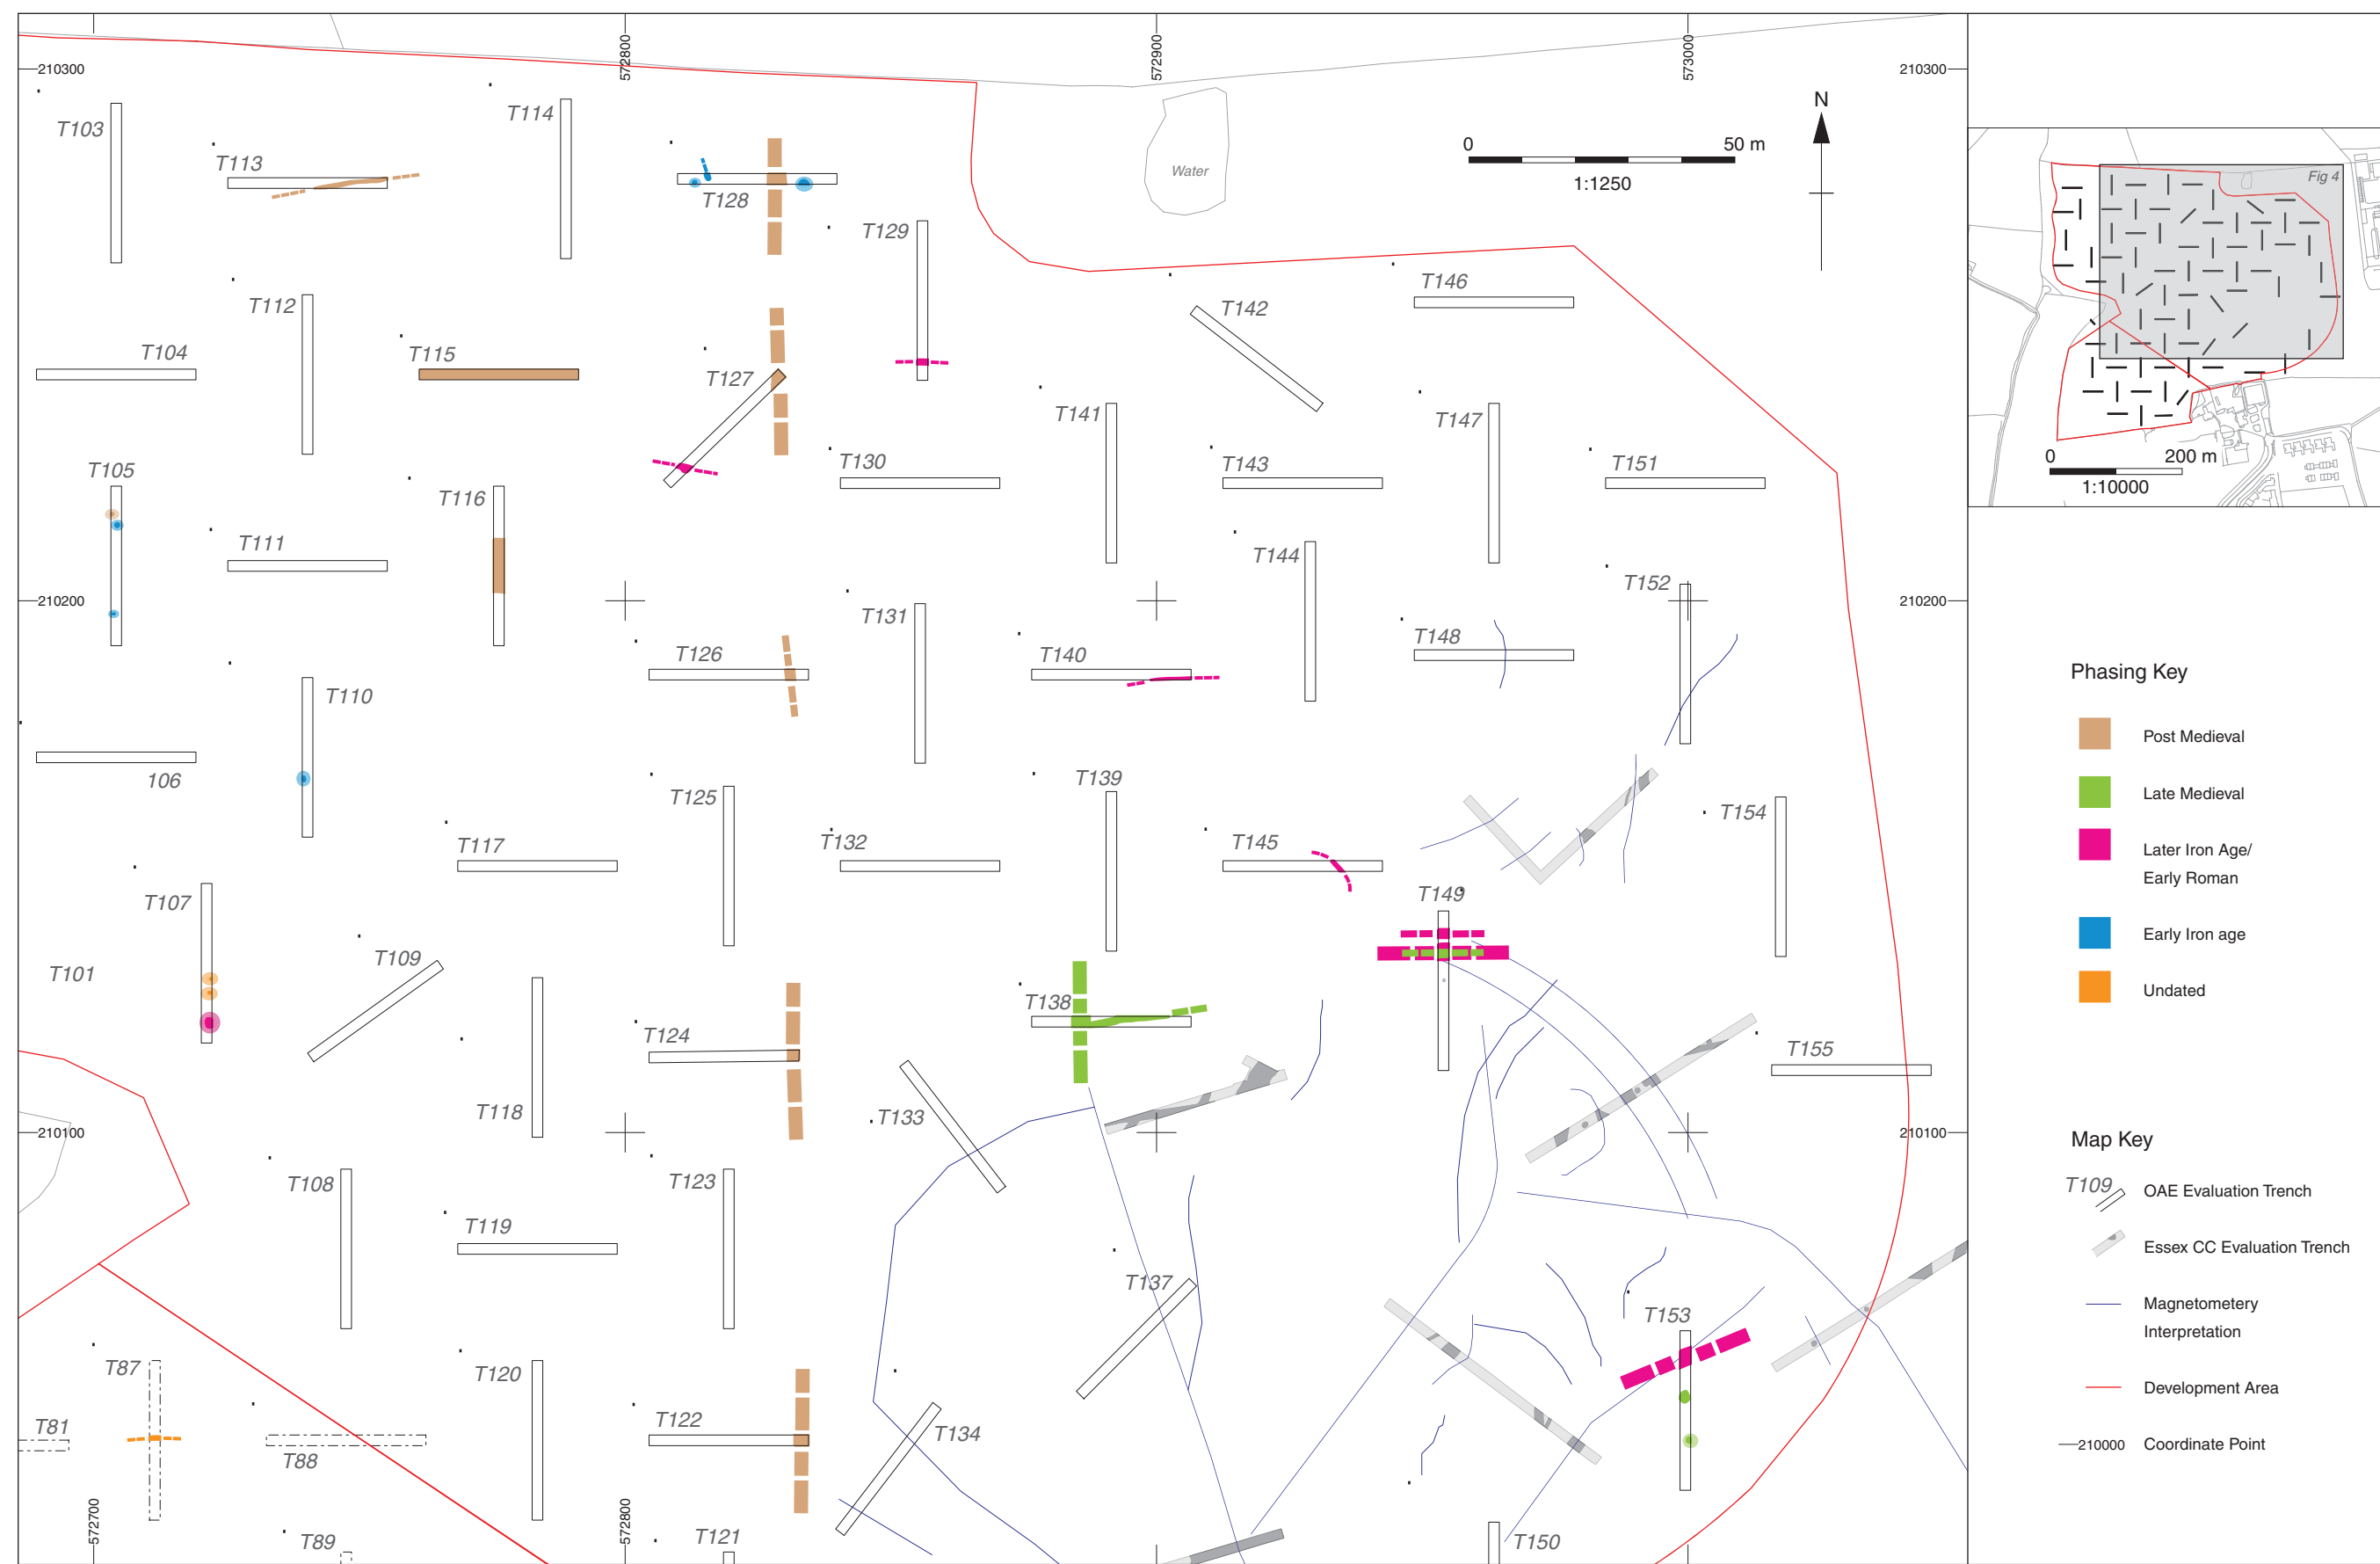 572800
572900
573000
210300
210300
N
0
50 m
1:1250
T103
T114
T113
T128
Water
Fig 4
T129
T112
T146
T142
T104
T115
T127
T141
T147
T105
T130
T143
T151
0
200 m
1:10000
T116
T111
T144
T152
210200
210200
T131
T126
T140
T148
T110
106
T139
T125
T154
T117
T132
T145
T107
T149
T109
T101
T138
T124
T155
T118
T133
210100
210100
T108
T123
T119
T137
T153
T87
T120
T81
T88
T122
T134
572700
572800
T89
T121
T150
Phasing Key
Post Medieval
Late Medieval
Later Iron Age/
Early Roman
Early Iron age
Undated
Map Key
T109
OAE Evaluation Trench
Essex CC Evaluation Trench
Magnetometery
Interpretation
Development Area
210000
Coordinate Point